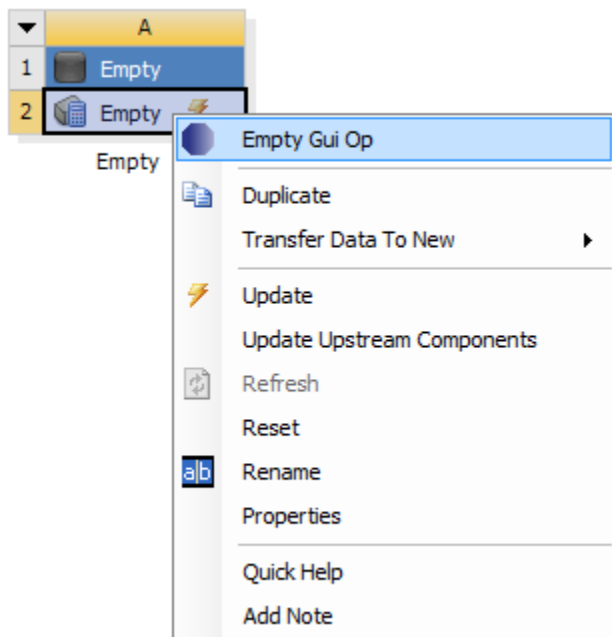 A
1 Empty
2 Empty
Empty
Empty Gui Op
Duplicate
Transfer Data To New
Update
Update Upstream Components
Refresh
Reset
a|b Rename
Properties
Quick Help
Add Note